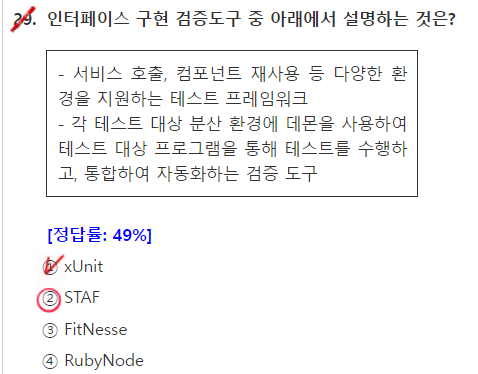 29. 인터페이스 구현 검증도구 중 아래에서 설명하는 것은?
- 서비스 호출, 컴포넌트 재사용 등 다양한 환
경을 지원하는 테스트 프레임워크
- 각 테스트 대상 분산 환경에 데몬을 사용하여
테스트 대상 프로그램을 통해 테스트를 수행하
고, 통합하여 자동화하는 검증 도구
[정답률: 49%]
① xUnit
② STAF
③ FitNesse
④ RubyNode